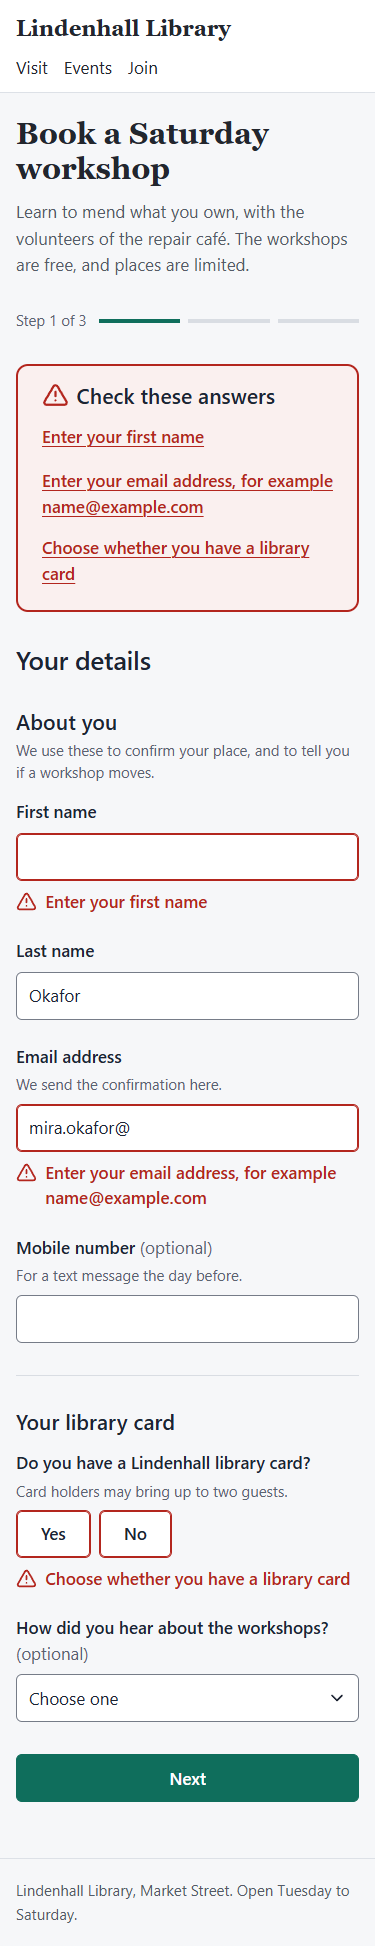 Lindenhall Library
Visit Events Join
Book a Saturday
workshop
Learn to mend what you own, with the
volunteers of the repair café. The workshops
are free, and places are limited.
Step 1 of 3
Check these answers
Enter your first name
Enter your email address, for example
name@example.com
Choose whether you have a library
card
Your details
About you
We use these to confirm your place, and to tell you
if a workshop moves.
First name
Enter your first name
Last name
Okafor
Email address
We send the confirmation here.
mira.okafor@
Enter your email address, for example
name@example.com
Mobile number (optional)
For a text message the day before.
Your library card
Do you have a Lindenhall library card?
Card holders may bring up to two guests.
Yes No
Choose whether you have a library card
How did you hear about the workshops?
(optional)
Choose one
Next
Lindenhall Library, Market Street. Open Tuesday to
Saturday.